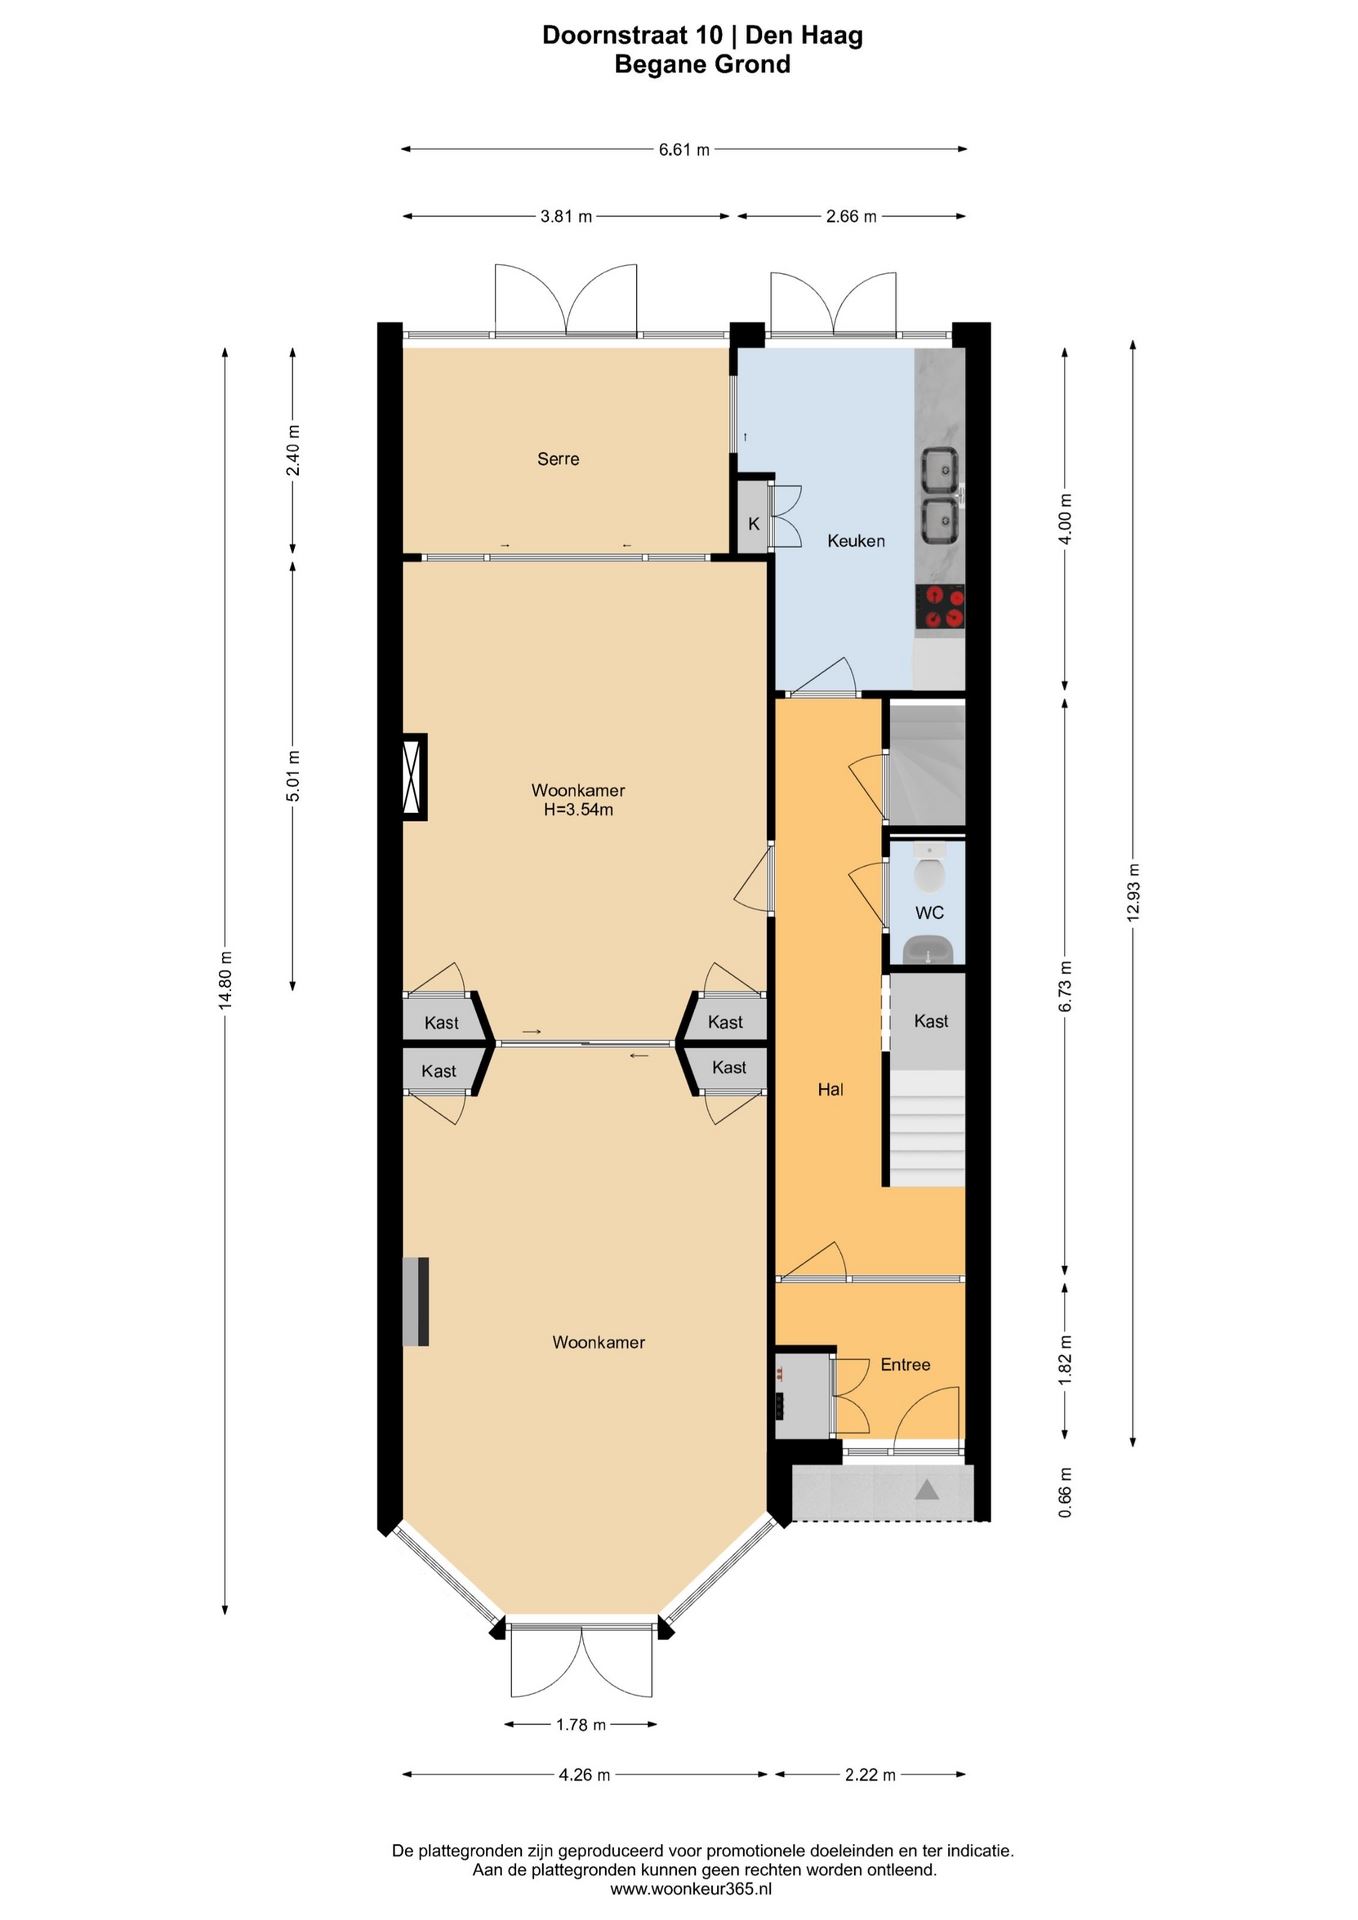 Doornstraat 10 | Den Haag
Begane Grond
6.61 m
3.81 m
2.66 m
2.40 m
Serre
K
Keuken
4.00 m
5.01 m
Woonkamer
H=3.54m
WC
12.93 m
14.80 m
Kast
Kast
Kast
Kast
Kast
6.73 m
Hal
Woonkamer
Entree
1.82 m
0.66 m
1.78 m
4.26 m
2.22 m
De plattegronden zijn geproduceerd voor promotionele doeleinden en ter indicatie.
Aan de plattegronden kunnen geen rechten worden ontleend.
www.woonkeur365.nl